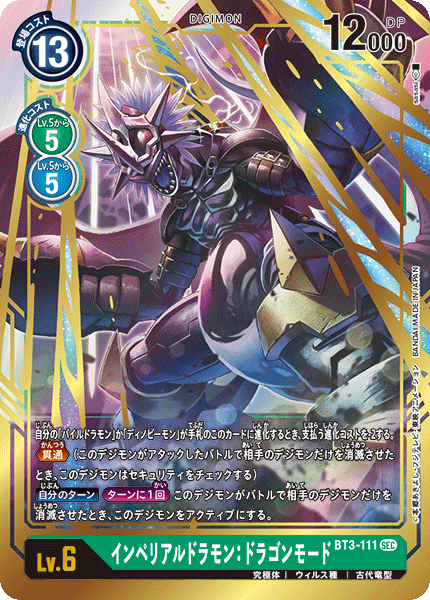 登場コスト
13
DIGIMON
DP
12000
進化コスト
Lv.5から
5
Lv.5から
5
BANDAI MADE IN JAPAN
自分の「パイルドラモン」か「ディノビーモン」が手札のこのカードに進化するとき、支払う進化コストを-2する。
貫通 (このデジモンがアタックしたバトルで相手のデジモンだけを消滅させた
とき、このデジモンはセキュリティをチェックする)
自分のターン ターンに1回 このデジモンがバトルで相手のデジモンだけを
消滅させたとき、このデジモンをアクティブにする。
Lv.6
インペリアルドラモン:ドラゴンモード
BT3-111 SEC
究極体 | ウィルス種 | 古代竜型